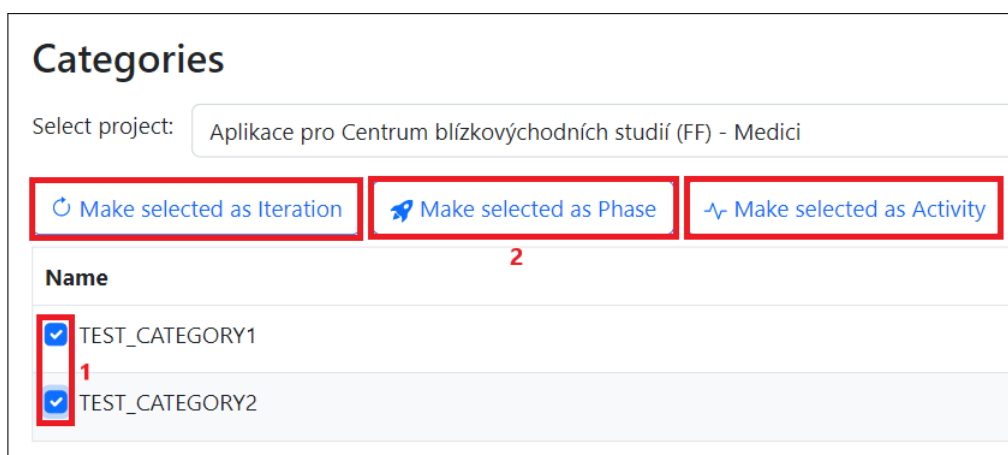 Categories
Select project: Aplikace pro Centrum blízkovýchodních studií (FF) - Medici
Make selected as Iteration Make selected as Phase Make selected as Activity
2
Name
TEST_CATEGORY1
1
TEST_CATEGORY2